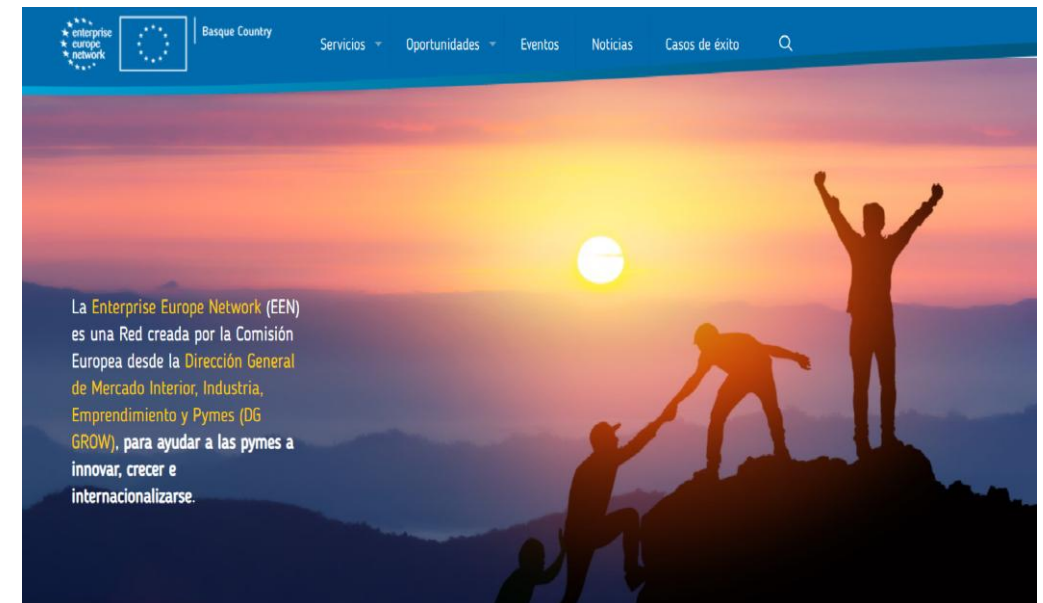 enterprise
europe
network
Basque Country
Servicios
Oportunidades
Eventos
Noticias
Casos de éxito
La Enterprise Europe Network (EEN)
es una Red creada por la Comisión
Europea desde la Dirección General
de Mercado Interior, Industria,
Emprendimiento y Pymes (DG
GROW), para ayudar a las pymes a
innovar, crecer e
internacionalizarse.